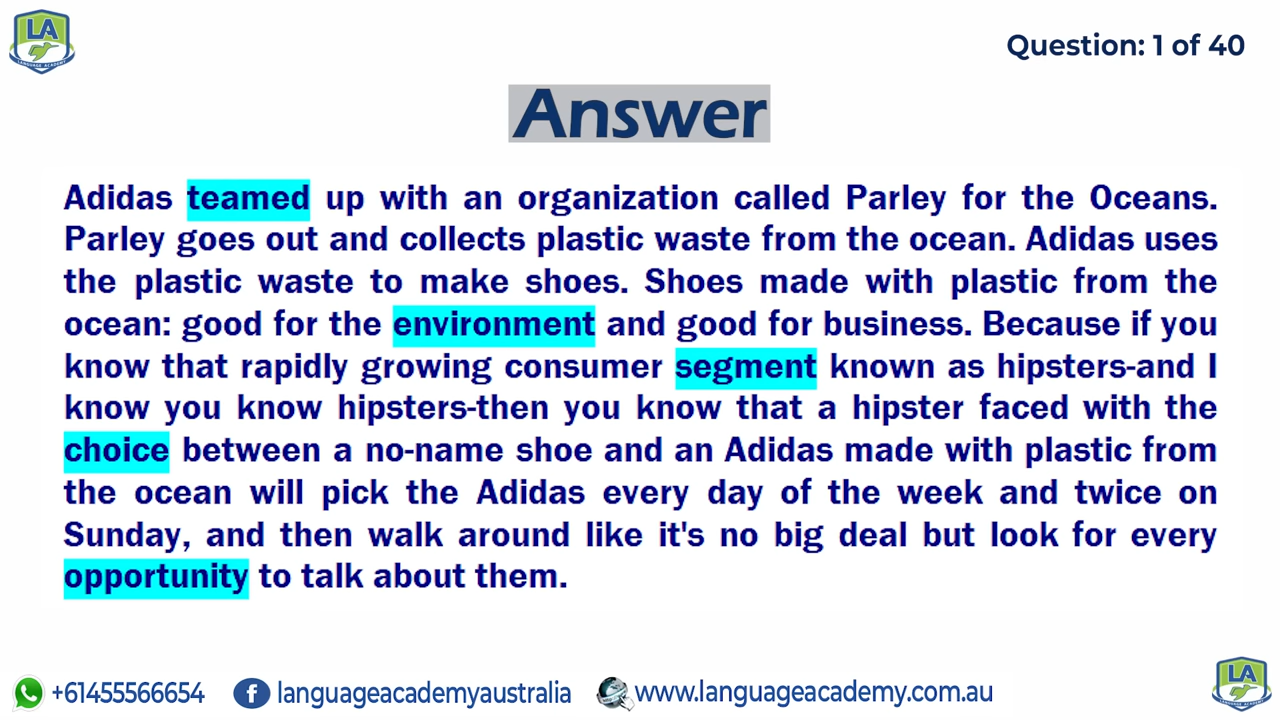 LA
LANGUAGE ACADEMY
Question: 1 of 40
Answer
Adidas teamed up with an organization called Parley for the Oceans.
Parley goes out and collects plastic waste from the ocean. Adidas uses
the plastic waste to make shoes. Shoes made with plastic from the
ocean: good for the environment and good for business. Because if you
know that rapidly growing consumer segment known as hipsters-and I
know you know hipsters-then you know that a hipster faced with the
choice between a no-name shoe and an Adidas made with plastic from
the ocean will pick the Adidas every day of the week and twice on
Sunday, and then walk around like it's no big deal but look for every
opportunity to talk about them.
+61455566654 languageacademyaustralia www.languageacademy.com.au
LA
LANGUAGE ACADEMY